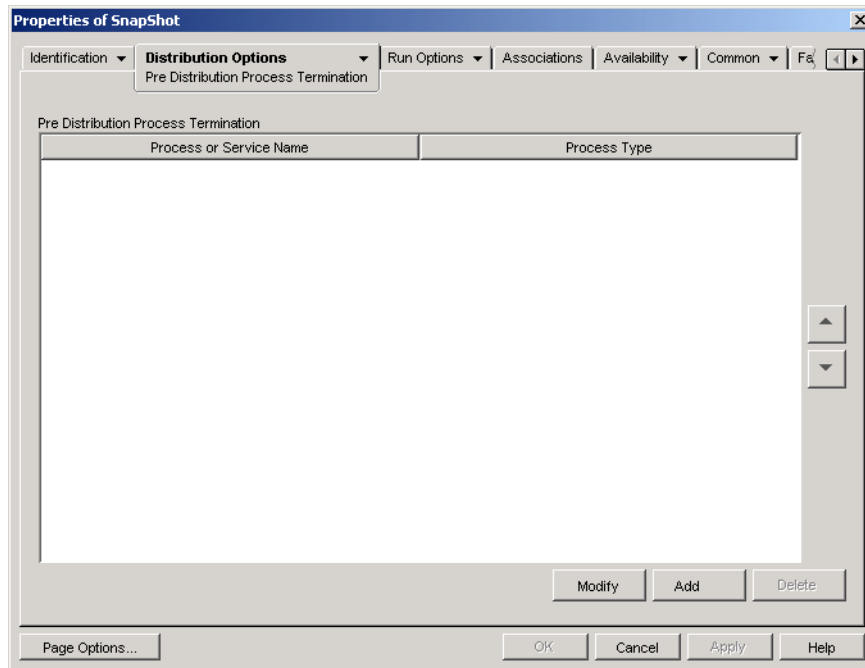 Properties of SnapShot
Identification
Distribution Options
Run Options
Associations
Availability
Common
Pre Distribution Process Termination
Pre Distribution Process Termination
Process or Service Name
Process Type
Modify
Add
Delete
Page Options...
OK
Cancel
Apply
Help